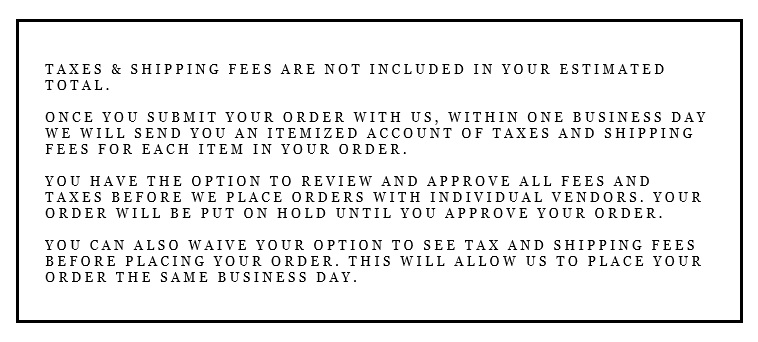 TAXES & SHIPPING FEES ARE NOT INCLUDED IN YOUR ESTIMATED
TOTAL.
ONCE YOU SUBMIT YOUR ORDER WITH US, WITHIN ONE BUSINESS DAY
WE WILL SEND YOU AN ITEMIZED ACCOUNT OF TAXES AND SHIPPING
FEES FOR EACH ITEM IN YOUR ORDER.
YOU HAVE THE OPTION TO REVIEW AND APPROVE ALL FEES AND
TAXES BEFORE WE PLACE ORDERS WITH INDIVIDUAL VENDORS. YOUR
ORDER WILL BE PUT ON HOLD UNTIL YOU APPROVE YOUR ORDER.
YOU CAN ALSO WAIVE YOUR OPTION TO SEE TAX AND SHIPPING FEES
BEFORE PLACING YOUR ORDER. THIS WILL ALLOW US TO PLACE YOUR
ORDER THE SAME BUSINESS DAY.